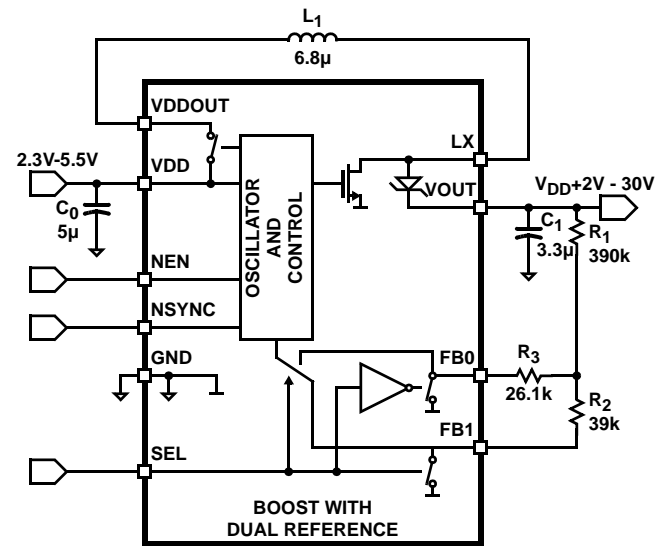 L1
6.8µ
VDDOUT
LX
2.3V-5.5V
VDD
VOUT
VDD+2V - 30V
C0
5µ
OSCILLATOR
AND
CONTROL
C1
3.3µ
R1
390k
NEN
NSYNC
GND
FB0
R3
26.1k
R2
39k
FB1
SEL
BOOST WITH
DUAL REFERENCE